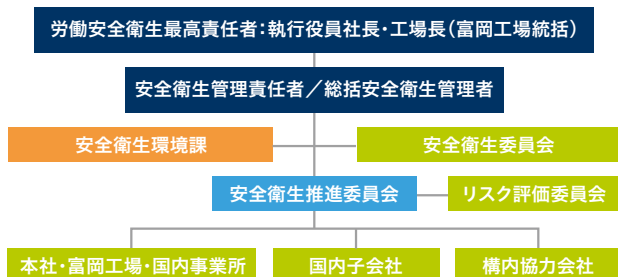 労働安全衛生最高責任者：執行役員社長・工場長（富岡工場統括）
安全衛生管理責任者／総括安全衛生管理者
安全衛生環境課
安全衛生委員会
安全衛生推進委員会
リスク評価委員会
本社・富岡工場・国内事業所
国内子会社
構内協力会社